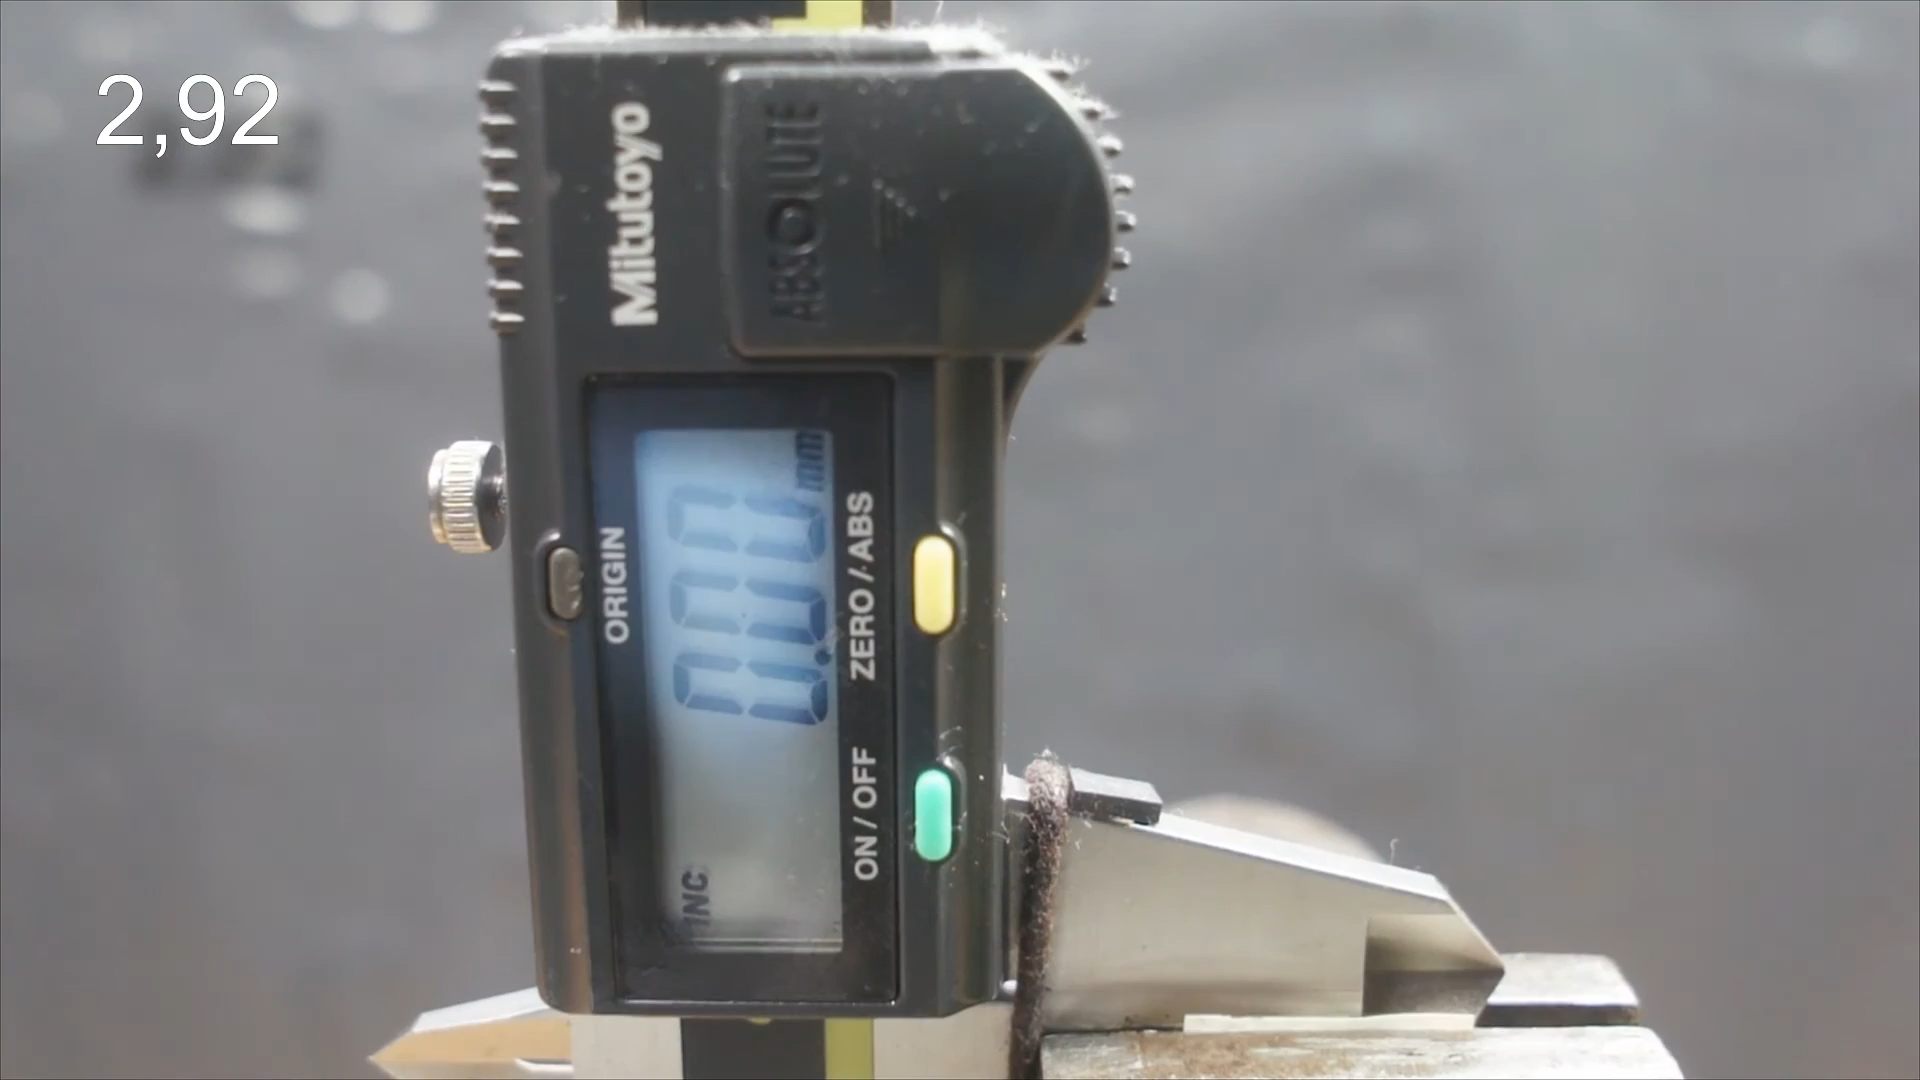 2,92
Mitutoyo
ABSOLUTE
ORIGIN
0.00
mm
INC
ZERO / ABS
ON / OFF